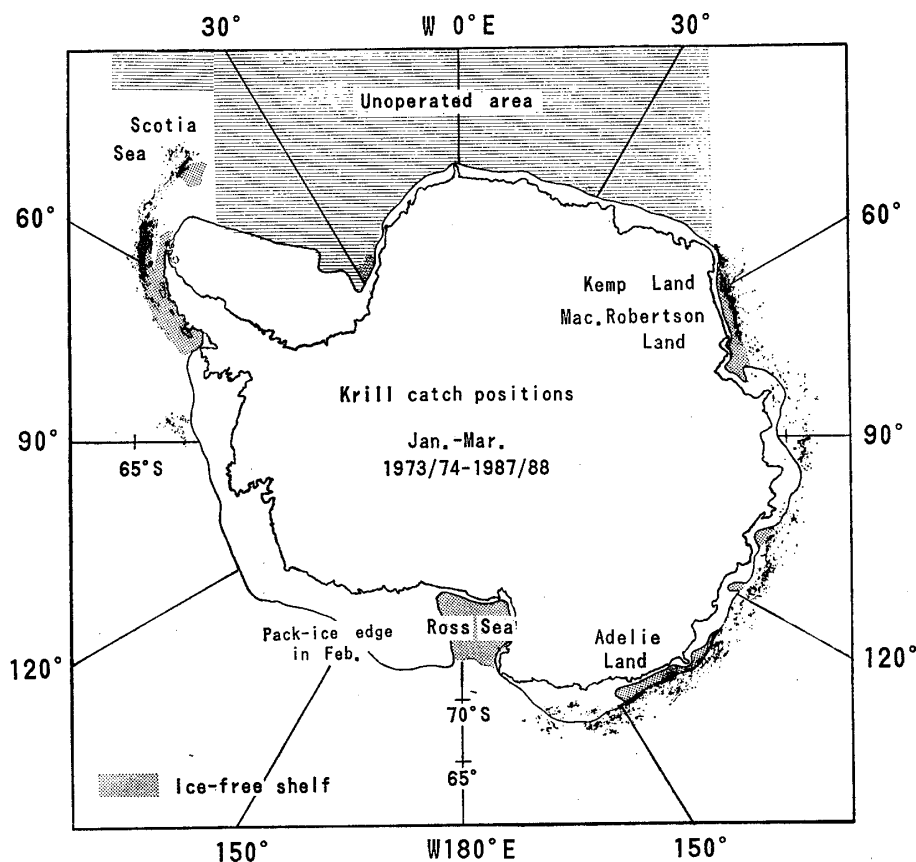 30°
W 0°E
30°
Unoperated area
Scotia
Sea
60°
60°
Kemp Land
Mac.Robertson
Land
Krill catch positions
Jan.-Mar.
1973/74-1987/88
90°
65°S
90°
Ross Sea
Pack-ice edge
in Feb.
Adelie
Land
120°
120°
70°S
65°
Ice-free shelf
150°
W180°E
150°